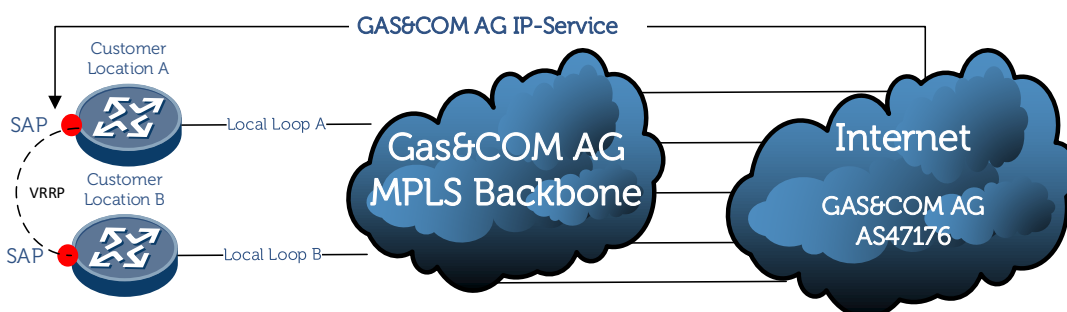 GAS&COM AG IP-Service
Customer
Location A
SAP
Local Loop A
VRRP
Customer
Location B
SAP
Local Loop B
Gas&COM AG
MPLS Backbone
Internet
GAS&COM AG
AS47176